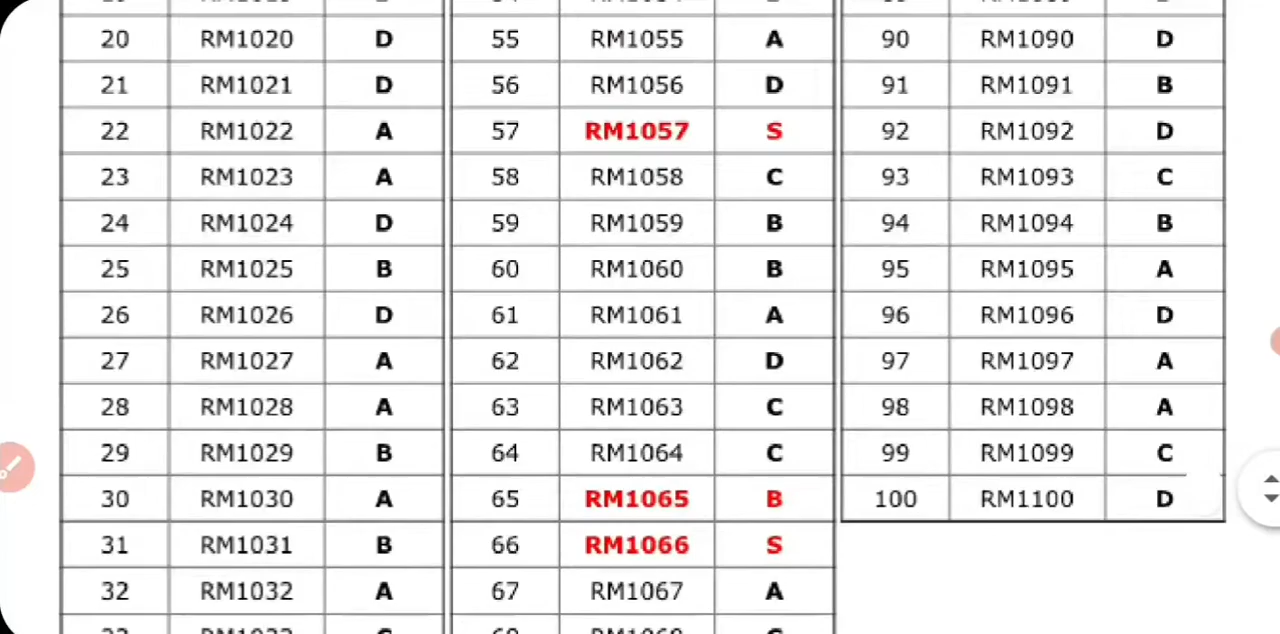 20 RM1020 D 55 RM1055 A 90 RM1090 D
21 RM1021 D 56 RM1056 D 91 RM1091 B
22 RM1022 A 57 RM1057 S 92 RM1092 D
23 RM1023 A 58 RM1058 C 93 RM1093 C
24 RM1024 D 59 RM1059 B 94 RM1094 B
25 RM1025 B 60 RM1060 B 95 RM1095 A
26 RM1026 D 61 RM1061 A 96 RM1096 D
27 RM1027 A 62 RM1062 D 97 RM1097 A
28 RM1028 A 63 RM1063 C 98 RM1098 A
29 RM1029 B 64 RM1064 C 99 RM1099 C
30 RM1030 A 65 RM1065 B 100 RM1100 D
31 RM1031 B 66 RM1066 S
32 RM1032 A 67 RM1067 A